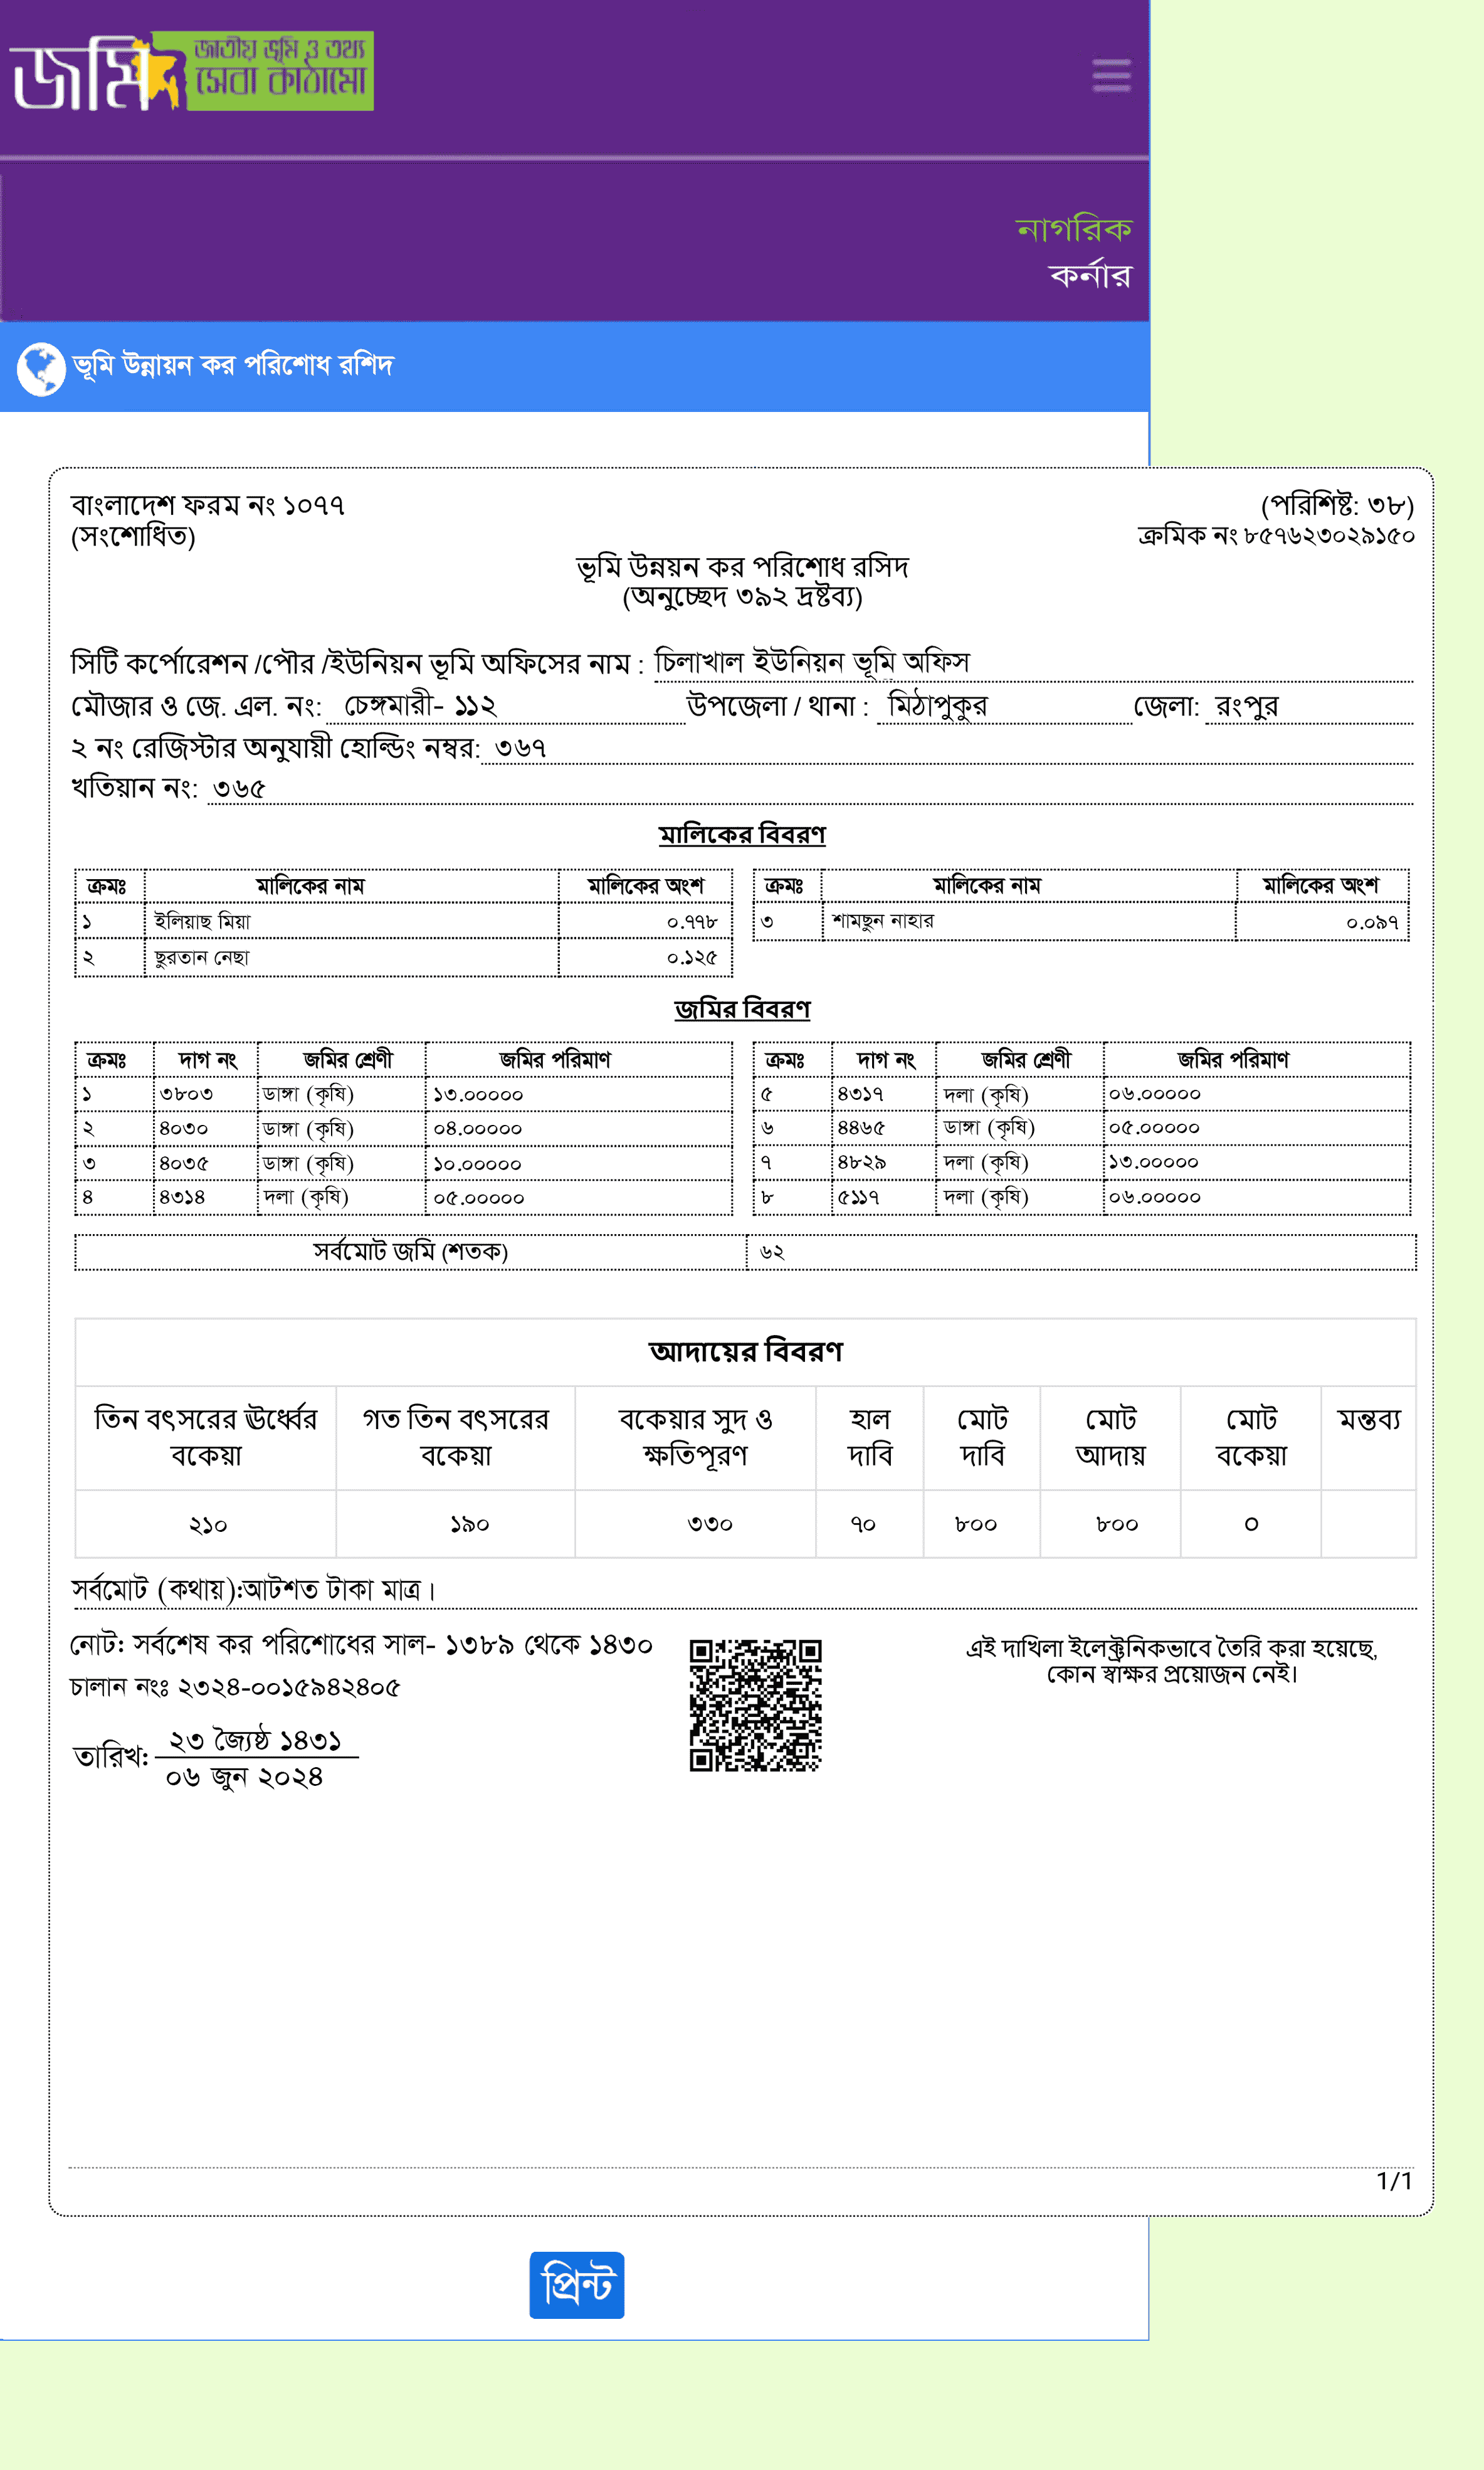 জমি জাতীয় ভূমি ও তথ্য
সেবা কাঠামো
নাগরিক
কর্নার
ভূমি উন্নায়ন কর পরিশোধ রশিদ
বাংলাদেশ ফরম নং ১০৭৭ (পরিশিষ্ট: ৩৮)
(সংশোধিত) ক্রমিক নং ৮৫৭৬২৩০২৯১৫০
ভূমি উন্নয়ন কর পরিশোধ রসিদ
(অনুচ্ছেদ ৩৯২ দ্রষ্টব্য)
সিটি কর্পোরেশন /পৌর /ইউনিয়ন ভূমি অফিসের নাম : চিলাখাল ইউনিয়ন ভূমি অফিস
মৌজার ও জে. এল. নং: চেঙ্গমারী- ১১২ উপজেলা / থানা : মিঠাপুকুর জেলা: রংপুর
২ নং রেজিস্টার অনুযায়ী হোল্ডিং নম্বর: ৩৬৭
খতিয়ান নং: ৩৬৫
মালিকের বিবরণ
ক্রমঃ মালিকের নাম মালিকের অংশ ক্রমঃ মালিকের নাম মালিকের অংশ
১ ইলিয়াছ মিয়া ০.৭৭৮ ৩ শামছুন নাহার ০.০৯৭
২ ছুরতান নেছা ০.১২৫
জমির বিবরণ
ক্রমঃ দাগ নং জমির শ্রেণী জমির পরিমাণ ক্রমঃ দাগ নং জমির শ্রেণী জমির পরিমাণ
১ ৩৮০৩ ডাঙ্গা (কৃষি) ১৩.০০০০০ ৫ ৪৩১৭ দলা (কৃষি) ০৬.০০০০০
২ ৪০৩০ ডাঙ্গা (কৃষি) ০৪.০০০০০ ৬ ৪৪৬৫ ডাঙ্গা (কৃষি) ০৫.০০০০০
৩ ৪০৩৫ ডাঙ্গা (কৃষি) ১০.০০০০০ ৭ ৪৮২৯ দলা (কৃষি) ১৩.০০০০০
৪ ৪৩১৪ দলা (কৃষি) ০৫.০০০০০ ৮ ৫১১৭ দলা (কৃষি) ০৬.০০০০০
সর্বমোট জমি (শতক) ৬২
আদায়ের বিবরণ
তিন বৎসরের ঊর্ধ্বের গত তিন বৎসরের বকেয়ার সুদ ও হাল মোট মোট মোট মন্তব্য
বকেয়া বকেয়া ক্ষতিপূরণ দাবি দাবি আদায় বকেয়া
২১০ ১৯০ ৩৩০ ৭০ ৮০০ ৮০০ ০
সর্বমোট (কথায়):আটশত টাকা মাত্র।
নোট: সর্বশেষ কর পরিশোধের সাল- ১৩৮৯ থেকে ১৪৩০ এই দাখিলা ইলেক্ট্রনিকভাবে তৈরি করা হয়েছে,
কোন স্বাক্ষর প্রয়োজন নেই।
চালান নংঃ ২৩২৪-০০১৫৯৪২৪০৫
তারিখ: ২৩ জ্যৈষ্ঠ ১৪৩১
০৬ জুন ২০২৪
1/1
প্রিন্ট